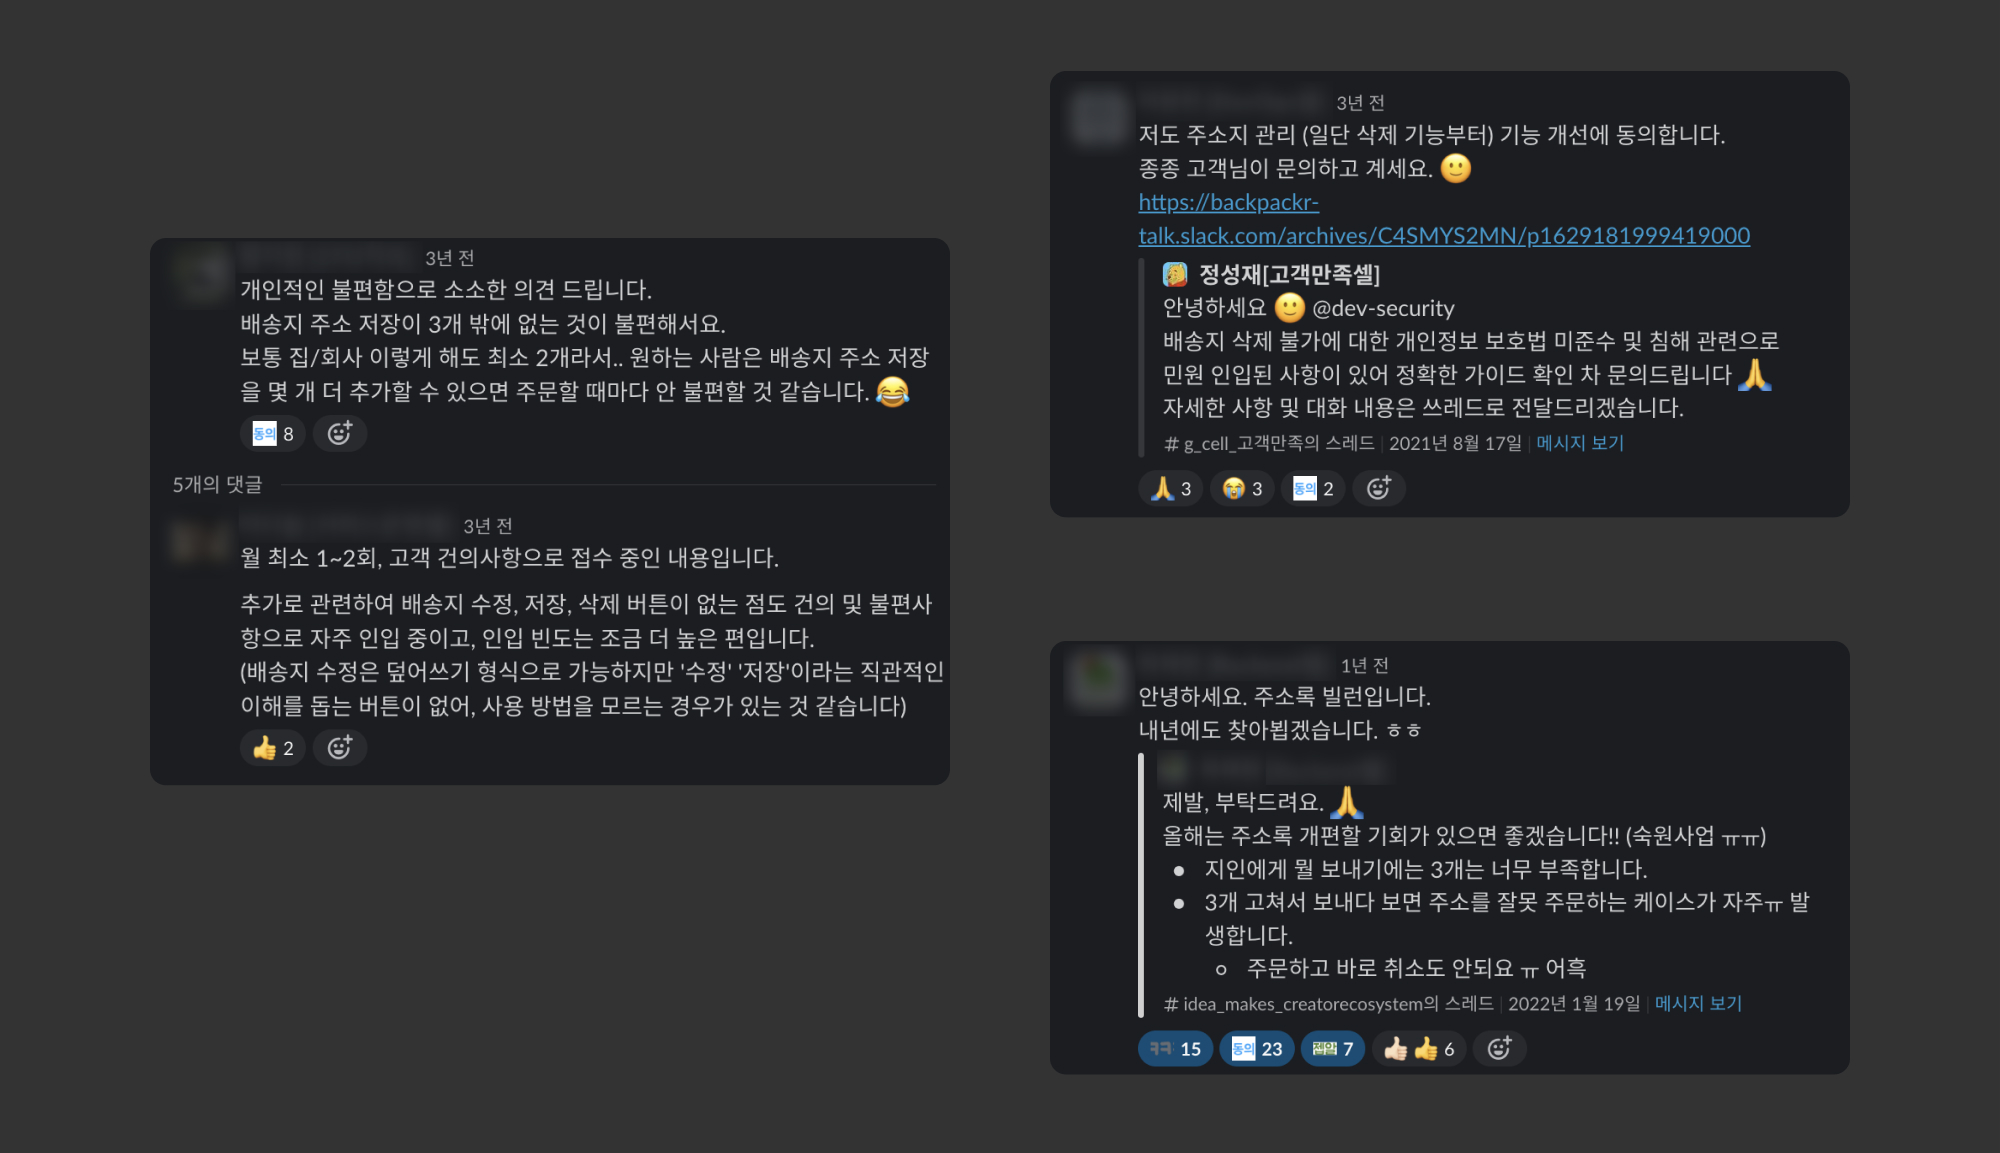 3년 전
개인적인 불편함으로 소소한 의견 드립니다.
배송지 주소 저장이 3개 밖에 없는 것이 불편해서요.
보통 집/회사 이렇게 해도 최소 2개라서.. 원하는 사람은 배송지 주소 저장
을 몇 개 더 추가할 수 있으면 주문할 때마다 안 불편할 것 같습니다. 😂
동의 8
5개의 댓글
3년 전
월 최소 1~2회, 고객 건의사항으로 접수 중인 내용입니다.
추가로 관련하여 배송지 수정, 저장, 삭제 버튼이 없는 점도 건의 및 불편사
항으로 자주 인입 중이고, 인입 빈도는 조금 더 높은 편입니다.
(배송지 수정은 덮어쓰기 형식으로 가능하지만 '수정' '저장'이라는 직관적인
이해를 돕는 버튼이 없어, 사용 방법을 모르는 경우가 있는 것 같습니다)
👍 2
3년 전
저도 주소지 관리 (일단 삭제 기능부터) 기능 개선에 동의합니다.
종종 고객님이 문의하고 계세요. 🙂
https://backpackr-
talk.slack.com/archives/C4SMYS2MN/p1629181999419000
정성재[고객만족셀]
안녕하세요 🙂 @dev-security
배송지 삭제 불가에 대한 개인정보 보호법 미준수 및 침해 관련으로
민원 인입된 사항이 있어 정확한 가이드 확인 차 문의드립니다 🙏
자세한 사항 및 대화 내용은 쓰레드로 전달드리겠습니다.
# g_cell_고객만족의 스레드 | 2021년 8월 17일 | 메시지 보기
🙏 3 😭 3 동의 2
1년 전
안녕하세요. 주소록 빌런입니다.
내년에도 찾아뵙겠습니다. ㅎㅎ
제발, 부탁드려요. 🙏
올해는 주소록 개편할 기회가 있으면 좋겠습니다!! (숙원사업 ㅠㅠ)
• 지인에게 뭘 보내기에는 3개는 너무 부족합니다.
• 3개 고쳐서 보내다 보면 주소를 잘못 주문하는 케이스가 자주ㅠ 발
생합니다.
◦ 주문하고 바로 취소도 안되요 ㅠ 어흑
# idea_makes_creatorecosystem의 스레드 | 2022년 1월 19일 | 메시지 보기
ㅋㅋ 15 동의 23 7 👍🏻👍 6